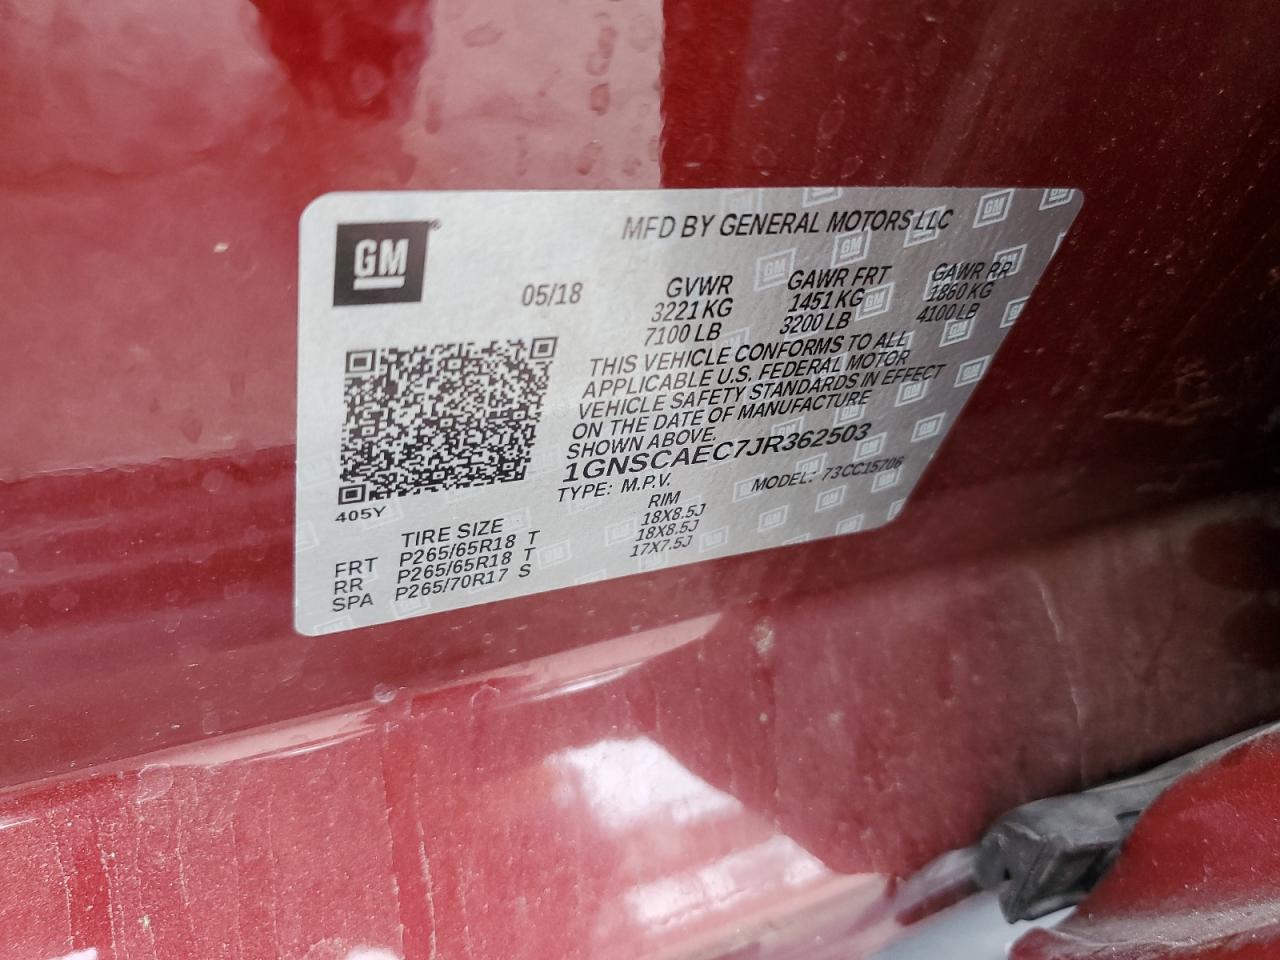 GM®
MFD BY GENERAL MOTORS LLC
05/18
GVWR GAWR FRT GAWR RR
3221 KG 1451 KG 1860 KG
7100 LB 3200 LB 4100 LB
THIS VEHICLE CONFORMS TO ALL
APPLICABLE U.S. FEDERAL MOTOR
VEHICLE SAFETY STANDARDS IN EFFECT
ON THE DATE OF MANUFACTURE
SHOWN ABOVE.
1GNSCAEC7JR362503
TYPE: M.P.V. MODEL: 73CC15706
405Y
TIRE SIZE RIM
FRT P265/65R18 T 18X8.5J
RR P265/65R18 T 18X8.5J
SPA P265/70R17 S 17X7.5J